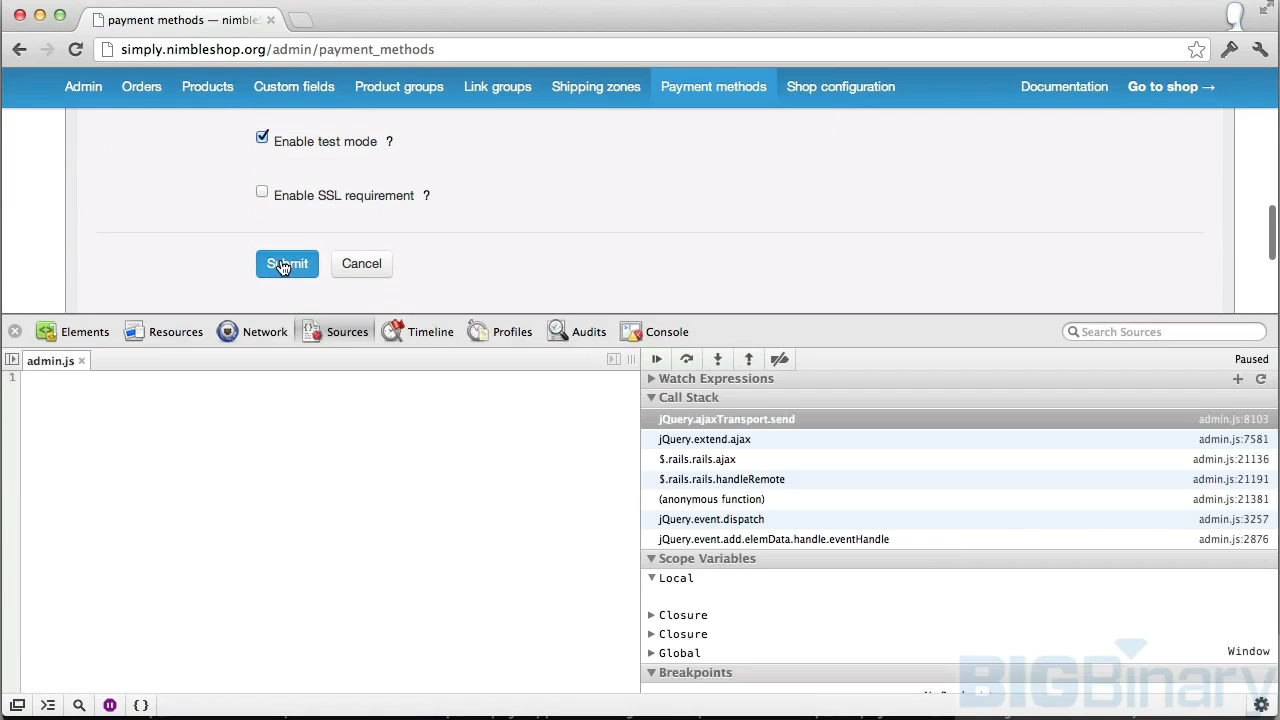 payment methods — nimble
simply.nimbleshop.org/admin/payment_methods
Admin Orders Products Custom fields Product groups Link groups Shipping zones Payment methods Shop configuration Documentation Go to shop →
Enable test mode ?
Enable SSL requirement ?
Submit Cancel
Elements Resources Network Sources Timeline Profiles Audits Console Search Sources
admin.js × Paused
1
Watch Expressions
Call Stack
jQuery.ajaxTransport.send admin.js:8103
jQuery.extend.ajax admin.js:7581
$.rails.rails.ajax admin.js:21136
$.rails.rails.handleRemote admin.js:21191
(anonymous function) admin.js:21381
jQuery.event.dispatch admin.js:3257
jQuery.event.add.elemData.handle.eventHandle admin.js:2876
Scope Variables
Local
Closure
Closure
Global Window
Breakpoints
BIGBinary
{}